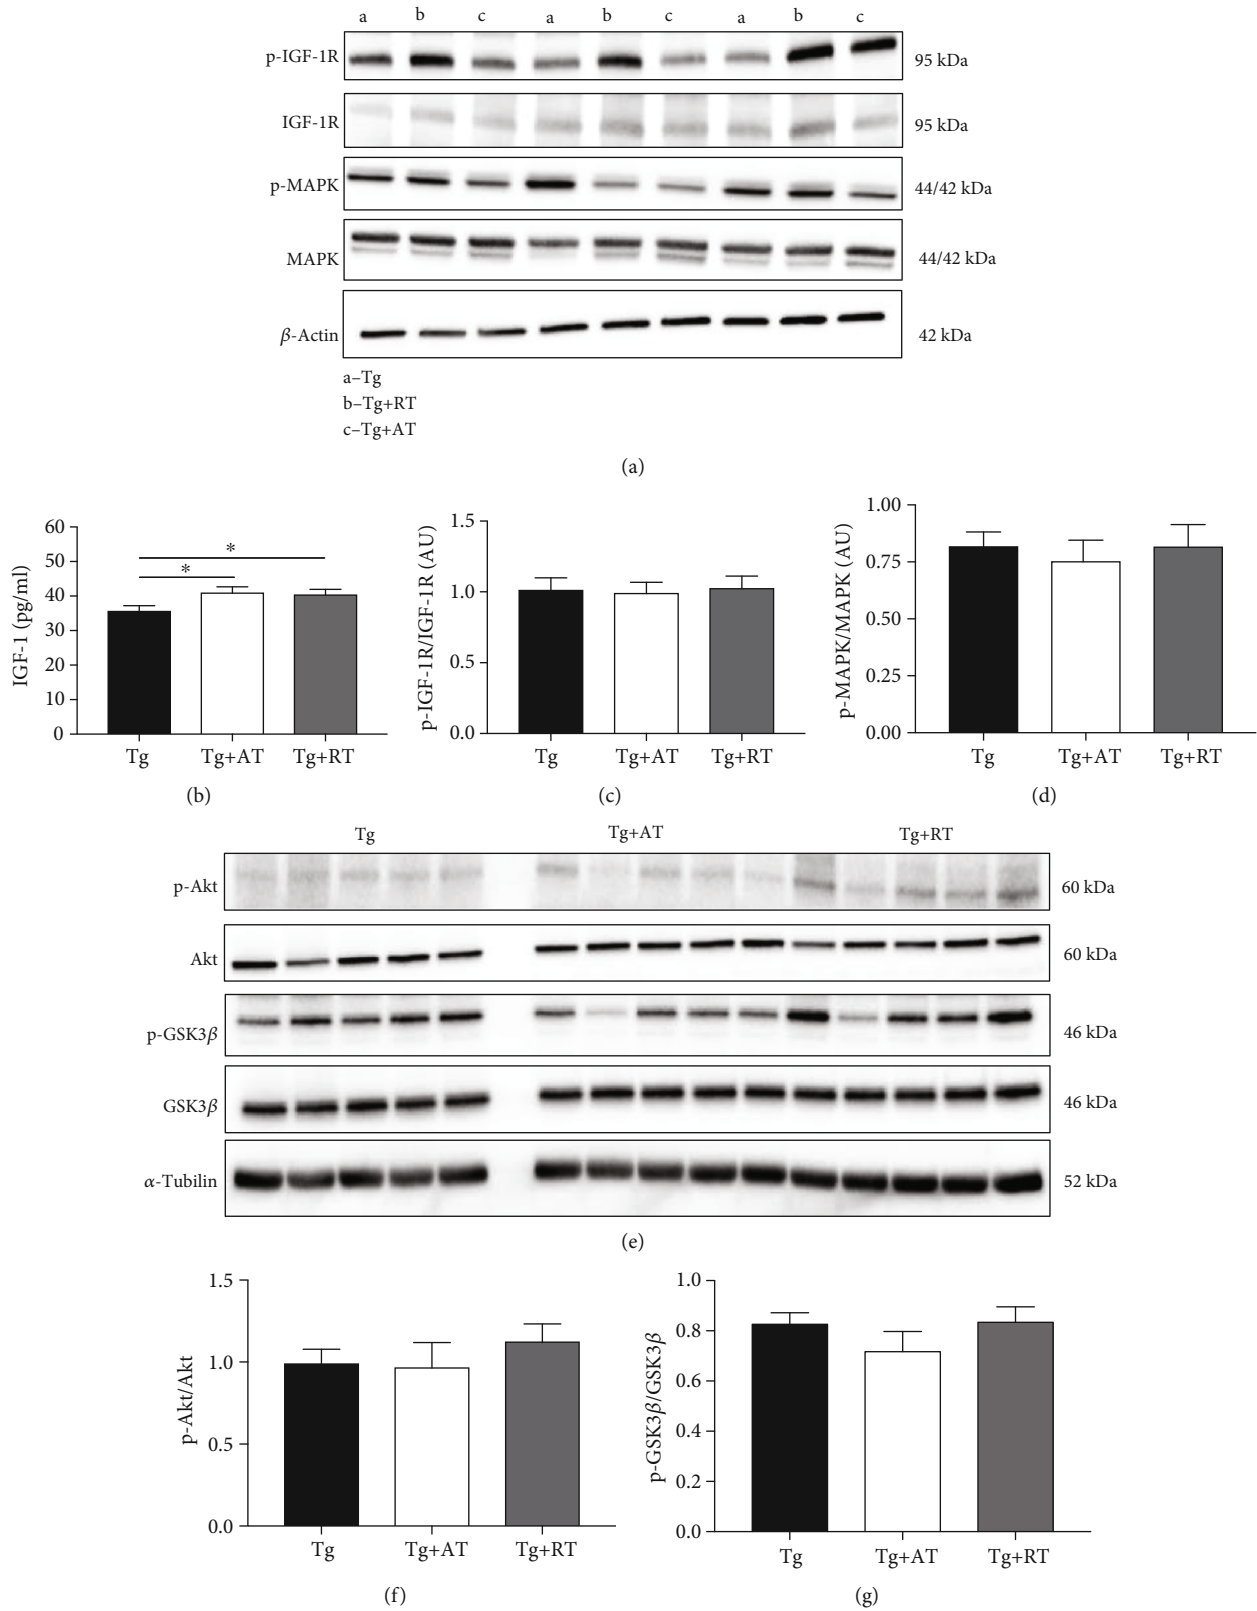 a b c a b c a b c
p-IGF-1R 95 kDa
IGF-1R 95 kDa
p-MAPK 44/42 kDa
MAPK 44/42 kDa
β-Actin 42 kDa
a–Tg
b–Tg+RT
c–Tg+AT
(a)
IGF-1 (pg/ml)
60
50
40
30
20
10
0
* 
*
Tg Tg+AT Tg+RT
(b)
p-IGF-1R/IGF-1R (AU)
1.5
1.0
0.5
0.0
Tg Tg+AT Tg+RT
(c)
p-MAPK/MAPK (AU)
1.00
0.75
0.50
0.25
0.00
Tg Tg+AT Tg+RT
(d)
Tg Tg+AT Tg+RT
p-Akt 60 kDa
Akt 60 kDa
p-GSK3β 46 kDa
GSK3β 46 kDa
α-Tubilin 52 kDa
(e)
p-Akt/Akt
1.5
1.0
0.5
0.0
Tg Tg+AT Tg+RT
(f)
p-GSK3β/GSK3β
1.0
0.8
0.6
0.4
0.2
0.0
Tg Tg+AT Tg+RT
(g)